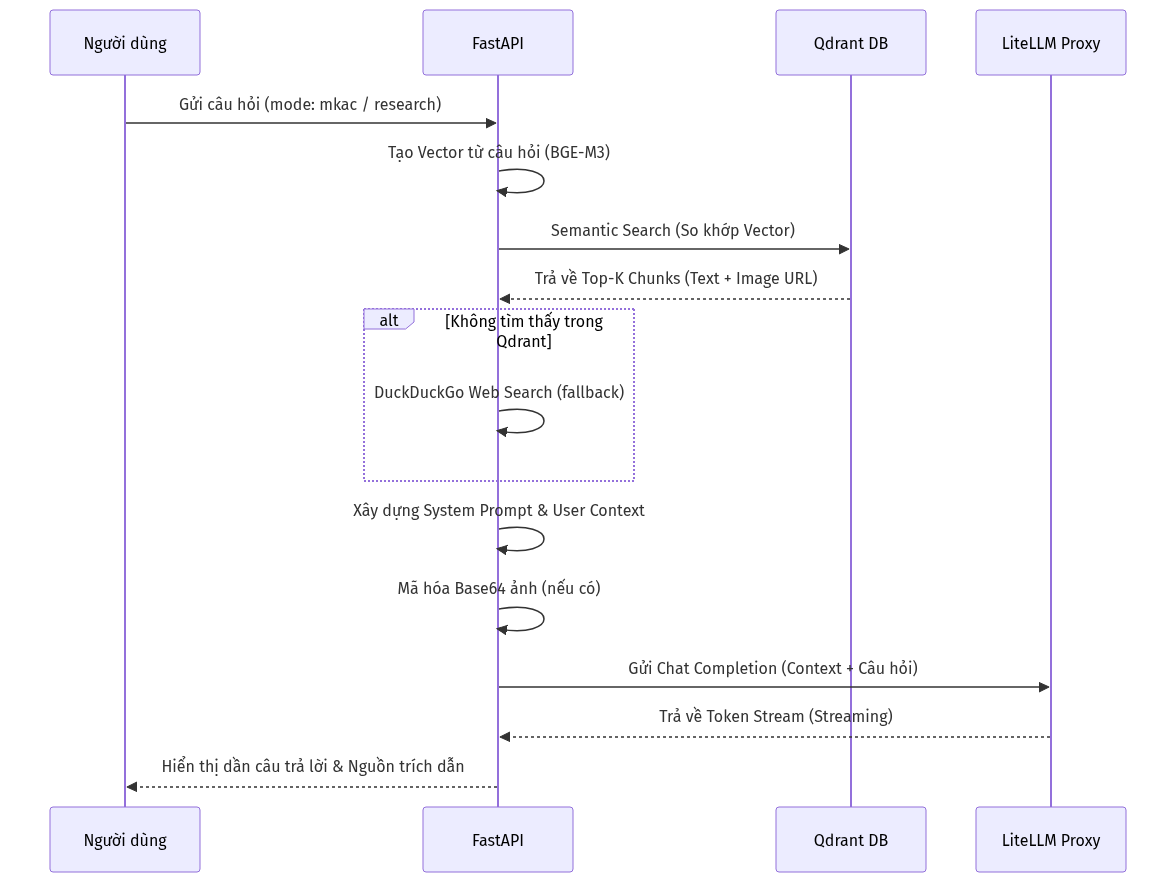 Người dùng
FastAPI
Qdrant DB
LiteLLM Proxy
Gửi câu hỏi (mode: mkac / research)
Tạo Vector từ câu hỏi (BGE-M3)
Semantic Search (So khớp Vector)
Trả về Top-K Chunks (Text + Image URL)
alt
[Không tìm thấy trong
Qdrant]
DuckDuckGo Web Search (fallback)
Xây dựng System Prompt & User Context
Mã hóa Base64 ảnh (nếu có)
Gửi Chat Completion (Context + Câu hỏi)
Trả về Token Stream (Streaming)
Hiển thị dần câu trả lời & Nguồn trích dẫn
Người dùng
FastAPI
Qdrant DB
LiteLLM Proxy